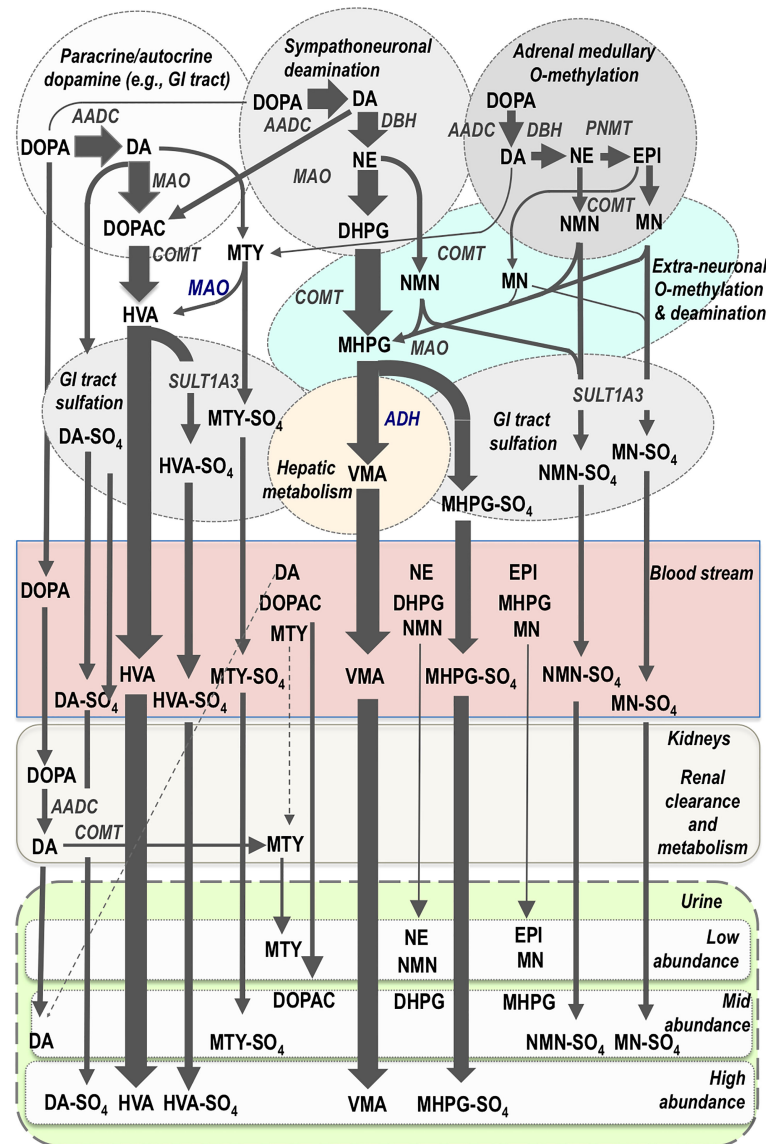 Paracrine/autocrine
dopamine (e.g., GI tract)
Sympathoneuronal
deamination
Adrenal medullary
O-methylation
DOPA
AADC
DA
MAO
DOPAC
COMT
MTY
MAO
HVA
DOPA
AADC
DA
DBH
NE
MAO
DHPG
COMT
NMN
COMT
MHPG
MAO
DOPA
AADC
DBH
PNMT
DA
NE
EPI
COMT
NMN
MN
MN
Extra-neuronal
O-methylation
& deamination
GI tract
sulfation
SULT1A3
DA-SO4
MTY-SO4
HVA-SO4
ADH
Hepatic
metabolism
VMA
GI tract
sulfation
SULT1A3
MHPG-SO4
NMN-SO4
MN-SO4
Blood stream
DOPA
DA
DOPAC
MTY
NE
DHPG
NMN
EPI
MHPG
MN
DA-SO4
HVA
HVA-SO4
MTY-SO4
VMA
MHPG-SO4
NMN-SO4
MN-SO4
Kidneys
Renal
clearance
and
metabolism
DOPA
AADC
DA
COMT
MTY
Urine
Low
abundance
MTY
NE
NMN
EPI
MN
Mid
abundance
DOPAC
DHPG
MHPG
DA
MTY-SO4
NMN-SO4
MN-SO4
High
abundance
DA-SO4
HVA
HVA-SO4
VMA
MHPG-SO4